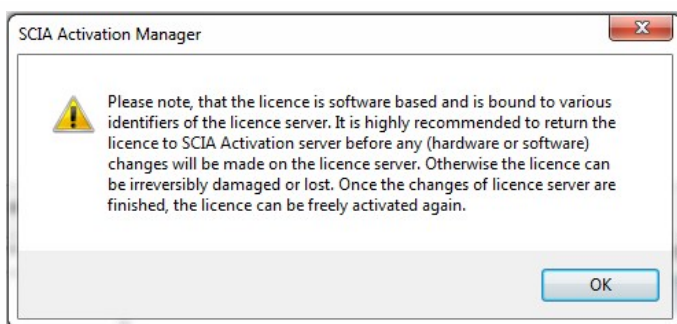 SCIA Activation Manager
Please note, that the licence is software based and is bound to various
identifiers of the licence server. It is highly recommended to return the
licence to SCIA Activation server before any (hardware or software)
changes will be made on the licence server. Otherwise the licence can
be irreversibly damaged or lost. Once the changes of licence server are
finished, the licence can be freely activated again.
OK